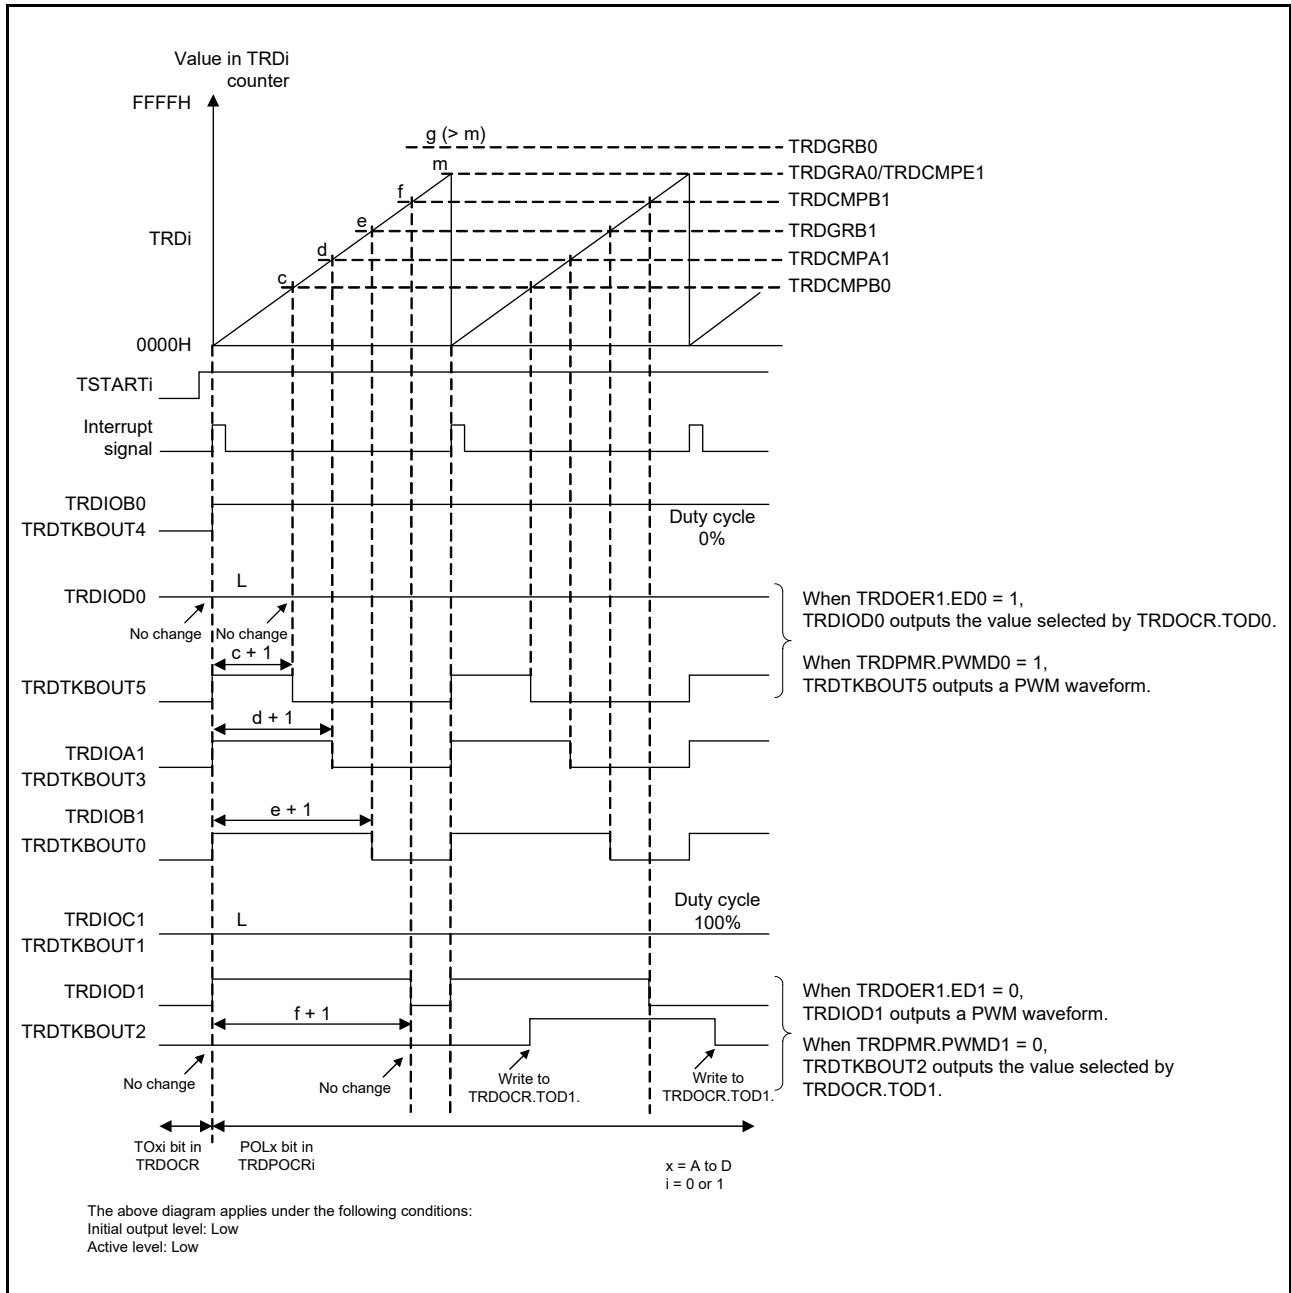 Value in TRDi
counter
FFFFH
g (> m)
TRDGRB0
m
TRDGRA0/TRDCMPE1
f
TRDCMPB1
e
TRDGRB1
TRDi
d
TRDCMPA1
c
TRDCMPB0
0000H
TSTARTi
Interrupt
signal
TRDIOB0
TRDTKBOUT4
Duty cycle
0%
TRDIOD0
L
No change
No change
When TRDOER1.ED0 = 1,
TRDIOD0 outputs the value selected by TRDOCR.TOD0.
c + 1
When TRDPMR.PWMD0 = 1,
TRDTKBOUT5 outputs a PWM waveform.
TRDTKBOUT5
d + 1
TRDIOA1
TRDTKBOUT3
TRDIOB1
e + 1
TRDTKBOUT0
Duty cycle
100%
TRDIOC1
L
TRDTKBOUT1
TRDIOD1
When TRDOER1.ED1 = 0,
TRDIOD1 outputs a PWM waveform.
f + 1
TRDTKBOUT2
When TRDPMR.PWMD1 = 0,
TRDTKBOUT2 outputs the value selected by
TRDOCR.TOD1.
No change
No change
Write to
TRDOCR.TOD1.
Write to
TRDOCR.TOD1.
TOxi bit in
TRDOCR
POLx bit in
TRDPOCRi
x = A to D
i = 0 or 1
The above diagram applies under the following conditions:
Initial output level: Low
Active level: Low